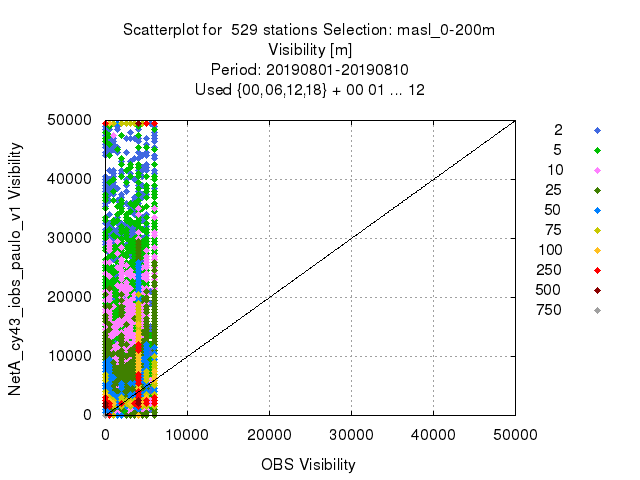 Scatterplot for 529 stations Selection: masl_0-200m
Visibility [m]
Period: 20190801-20190810
Used {00,06,12,18} + 00 01 ... 12
NetA_cy43_iobs_paulo_v1 Visibility
50000
40000
30000
20000
10000
0
0 10000 20000 30000 40000 50000
OBS Visibility
2
5
10
25
50
75
100
250
500
750